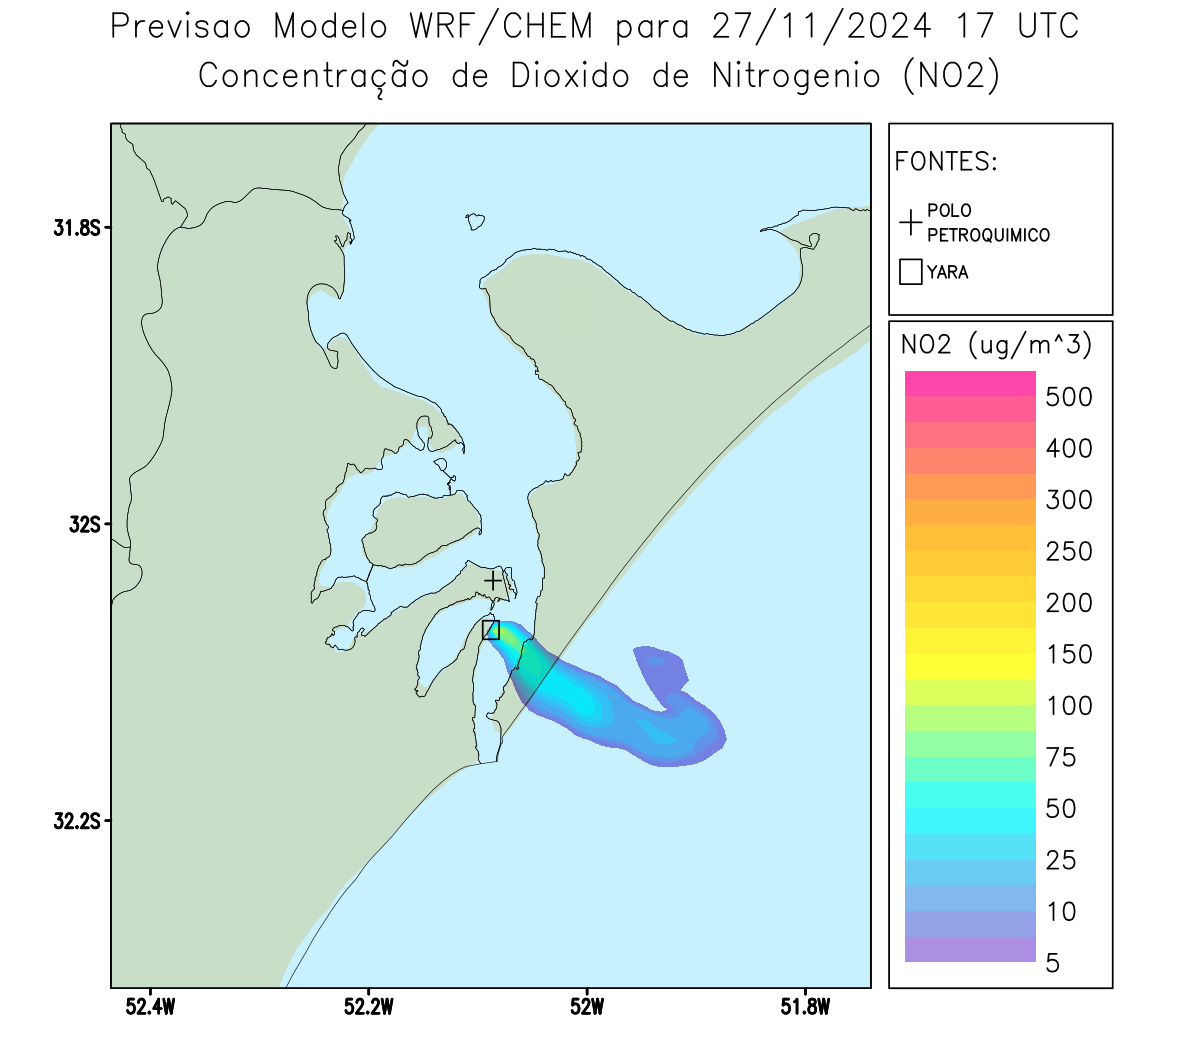 Previsao Modelo WRF/CHEM para 27/11/2024 17 UTC
Concentração de Dioxido de Nitrogenio (NO2)
FONTES:
POLO
PETROQUIMICO
YARA
31.8S
32S
32.2S
52.4W
52.2W
52W
51.8W
NO2 (ug/m^3)
500
400
300
250
200
150
100
75
50
25
10
5